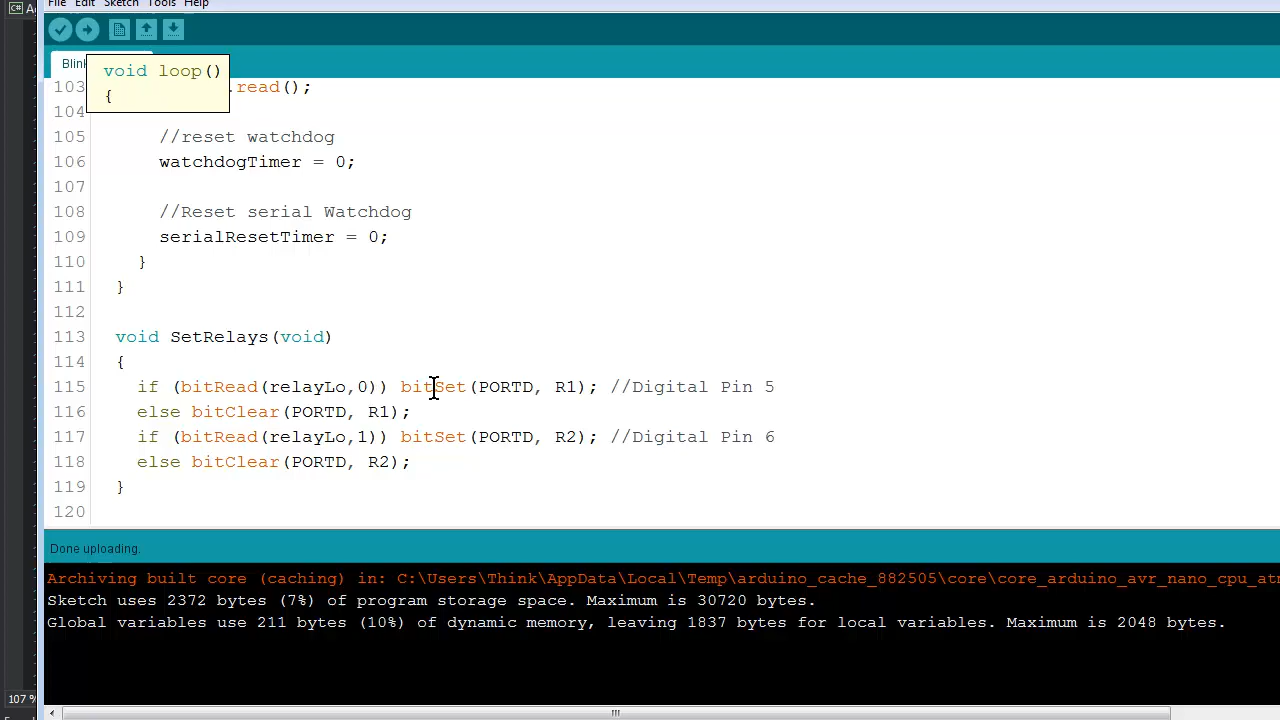 File Edit Sketch Tools Help
C#
Blin
void loop()
{
103 .read();
104
105 //reset watchdog
106 watchdogTimer = 0;
107
108 //Reset serial Watchdog
109 serialResetTimer = 0;
110 }
111 }
112
113 void SetRelays(void)
114 {
115 if (bitRead(relayLo,0)) bitSet(PORTD, R1); //Digital Pin 5
116 else bitClear(PORTD, R1);
117 if (bitRead(relayLo,1)) bitSet(PORTD, R2); //Digital Pin 6
118 else bitClear(PORTD, R2);
119 }
120
Done uploading.
Archiving built core (caching) in: C:\Users\Think\AppData\Local\Temp\arduino_cache_882505\core\core_arduino_avr_nano_cpu_atm
Sketch uses 2372 bytes (7%) of program storage space. Maximum is 30720 bytes.
Global variables use 211 bytes (10%) of dynamic memory, leaving 1837 bytes for local variables. Maximum is 2048 bytes.
107 %